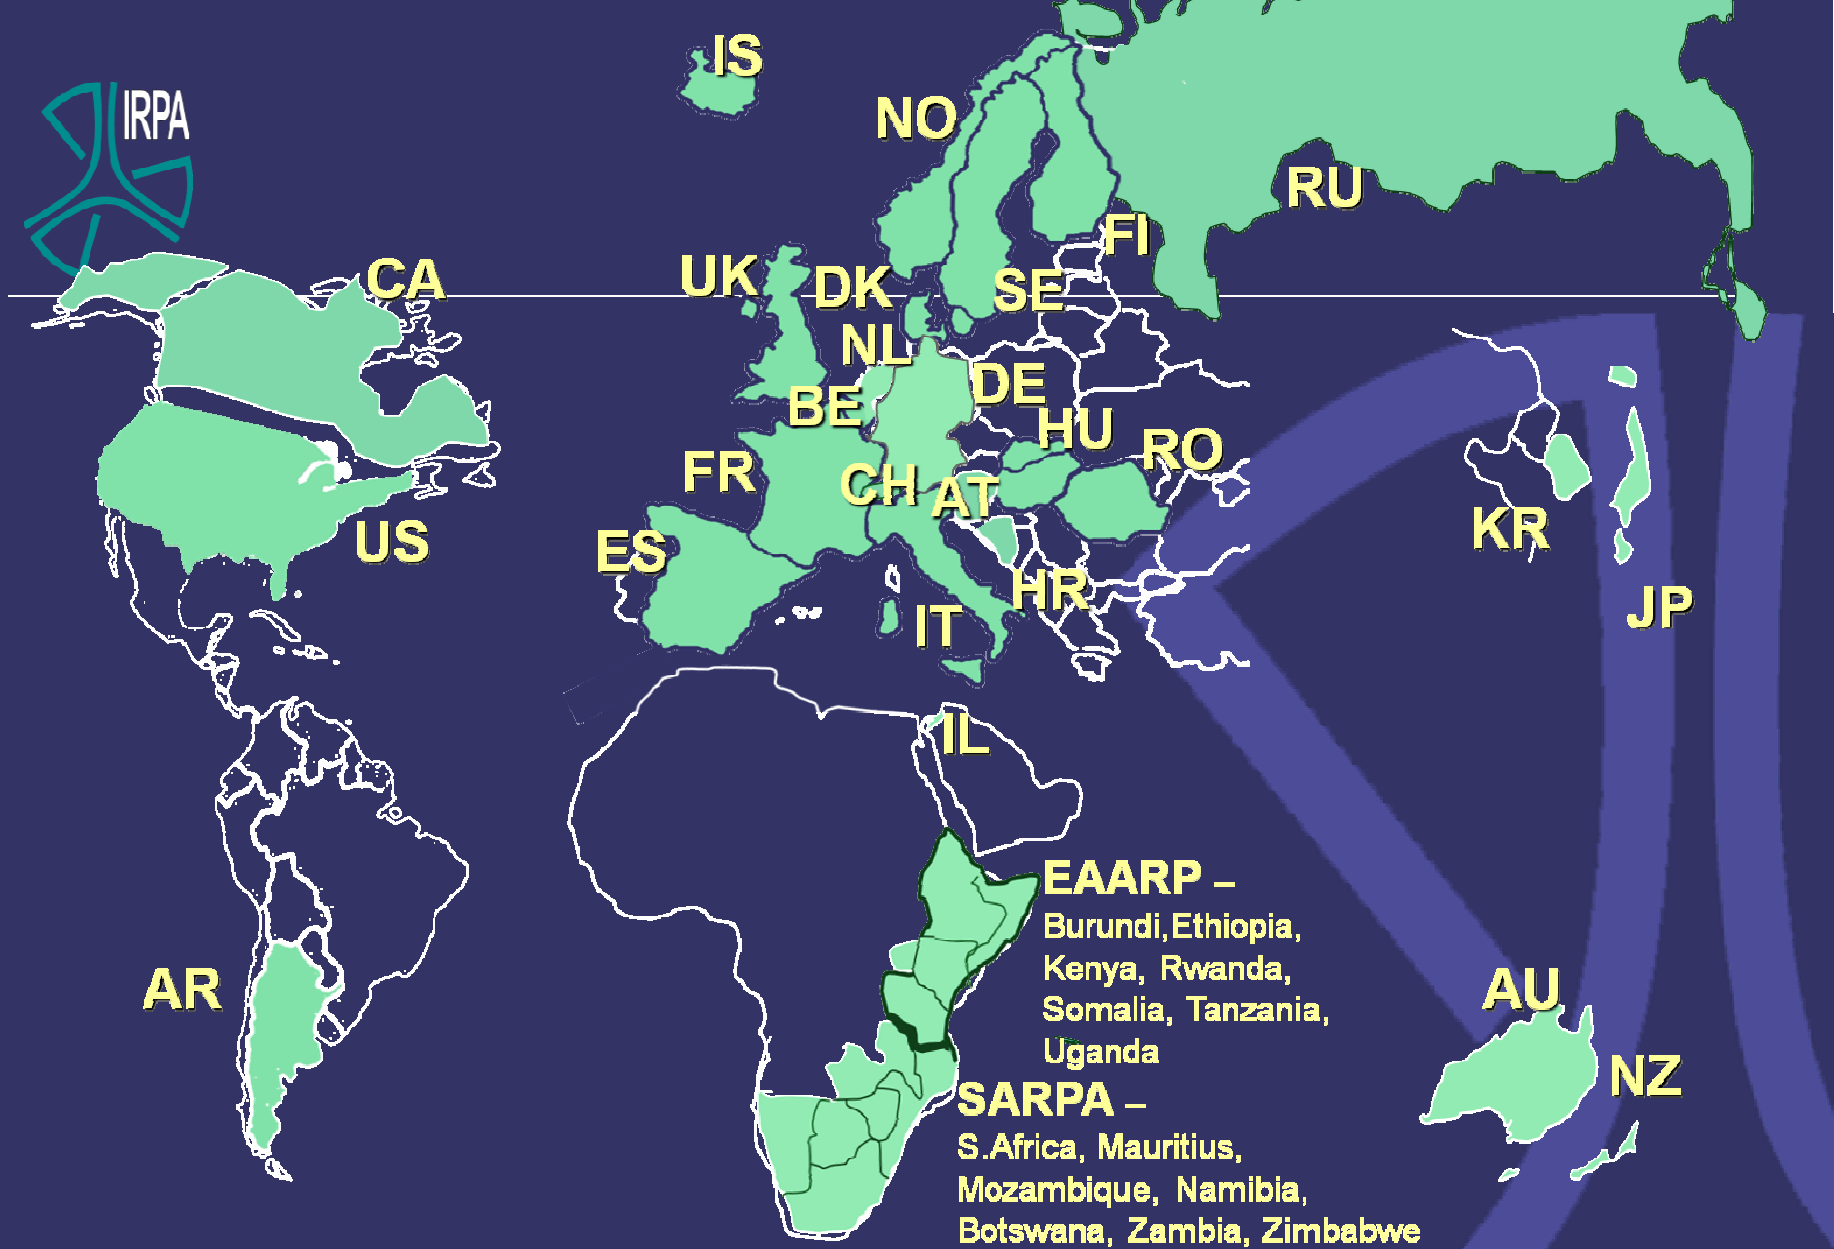 IS
IRPA
NO
RU
FI
CA
UK
DK
SE
NL
DE
BE
HU
RO
FR
CH
AT
US
KR
ES
HR
JP
IT
IL
EAARP –
Burundi,Ethiopia,
Kenya, Rwanda,
Somalia, Tanzania,
Uganda
AR
AU
NZ
SARPA –
S.Africa, Mauritius,
Mozambique, Namibia,
Botswana, Zambia, Zimbabwe